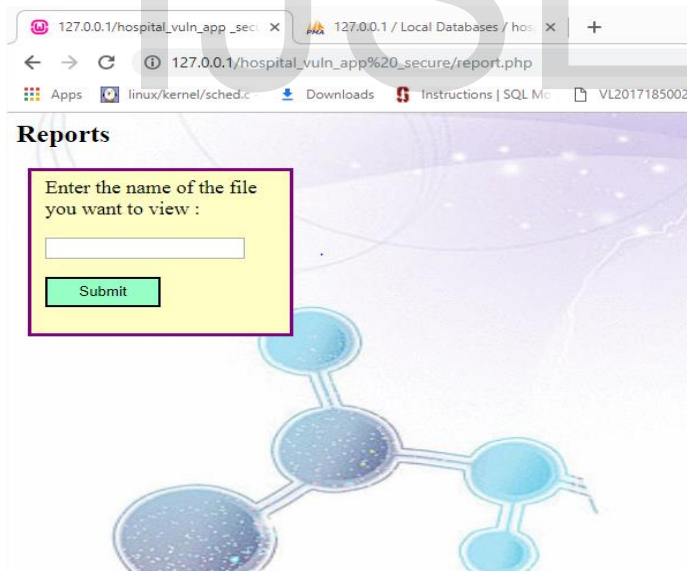 IJSER
127.0.0.1/hospital_vuln_app _sec
127.0.0.1 / Local Databases / hos
127.0.0.1/hospital_vuln_app%20_secure/report.php
Apps
linux/kernel/sched.c -
Downloads
Instructions | SQL Mo
VL2017185002
Reports
Enter the name of the file
you want to view :
Submit